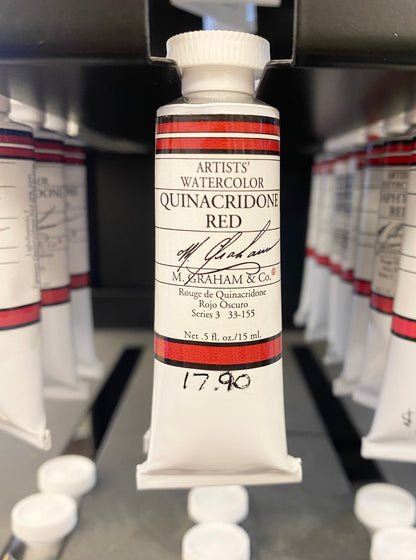 ARTISTS'
WATERCOLOR
QUINACRIDONE
RED
M. Graham
M. GRAHAM & Co.®
Rouge de Quinacridone
Rojo Oscuro
Series 3 33-155
Net .5 fl. oz./15 ml.
17.90